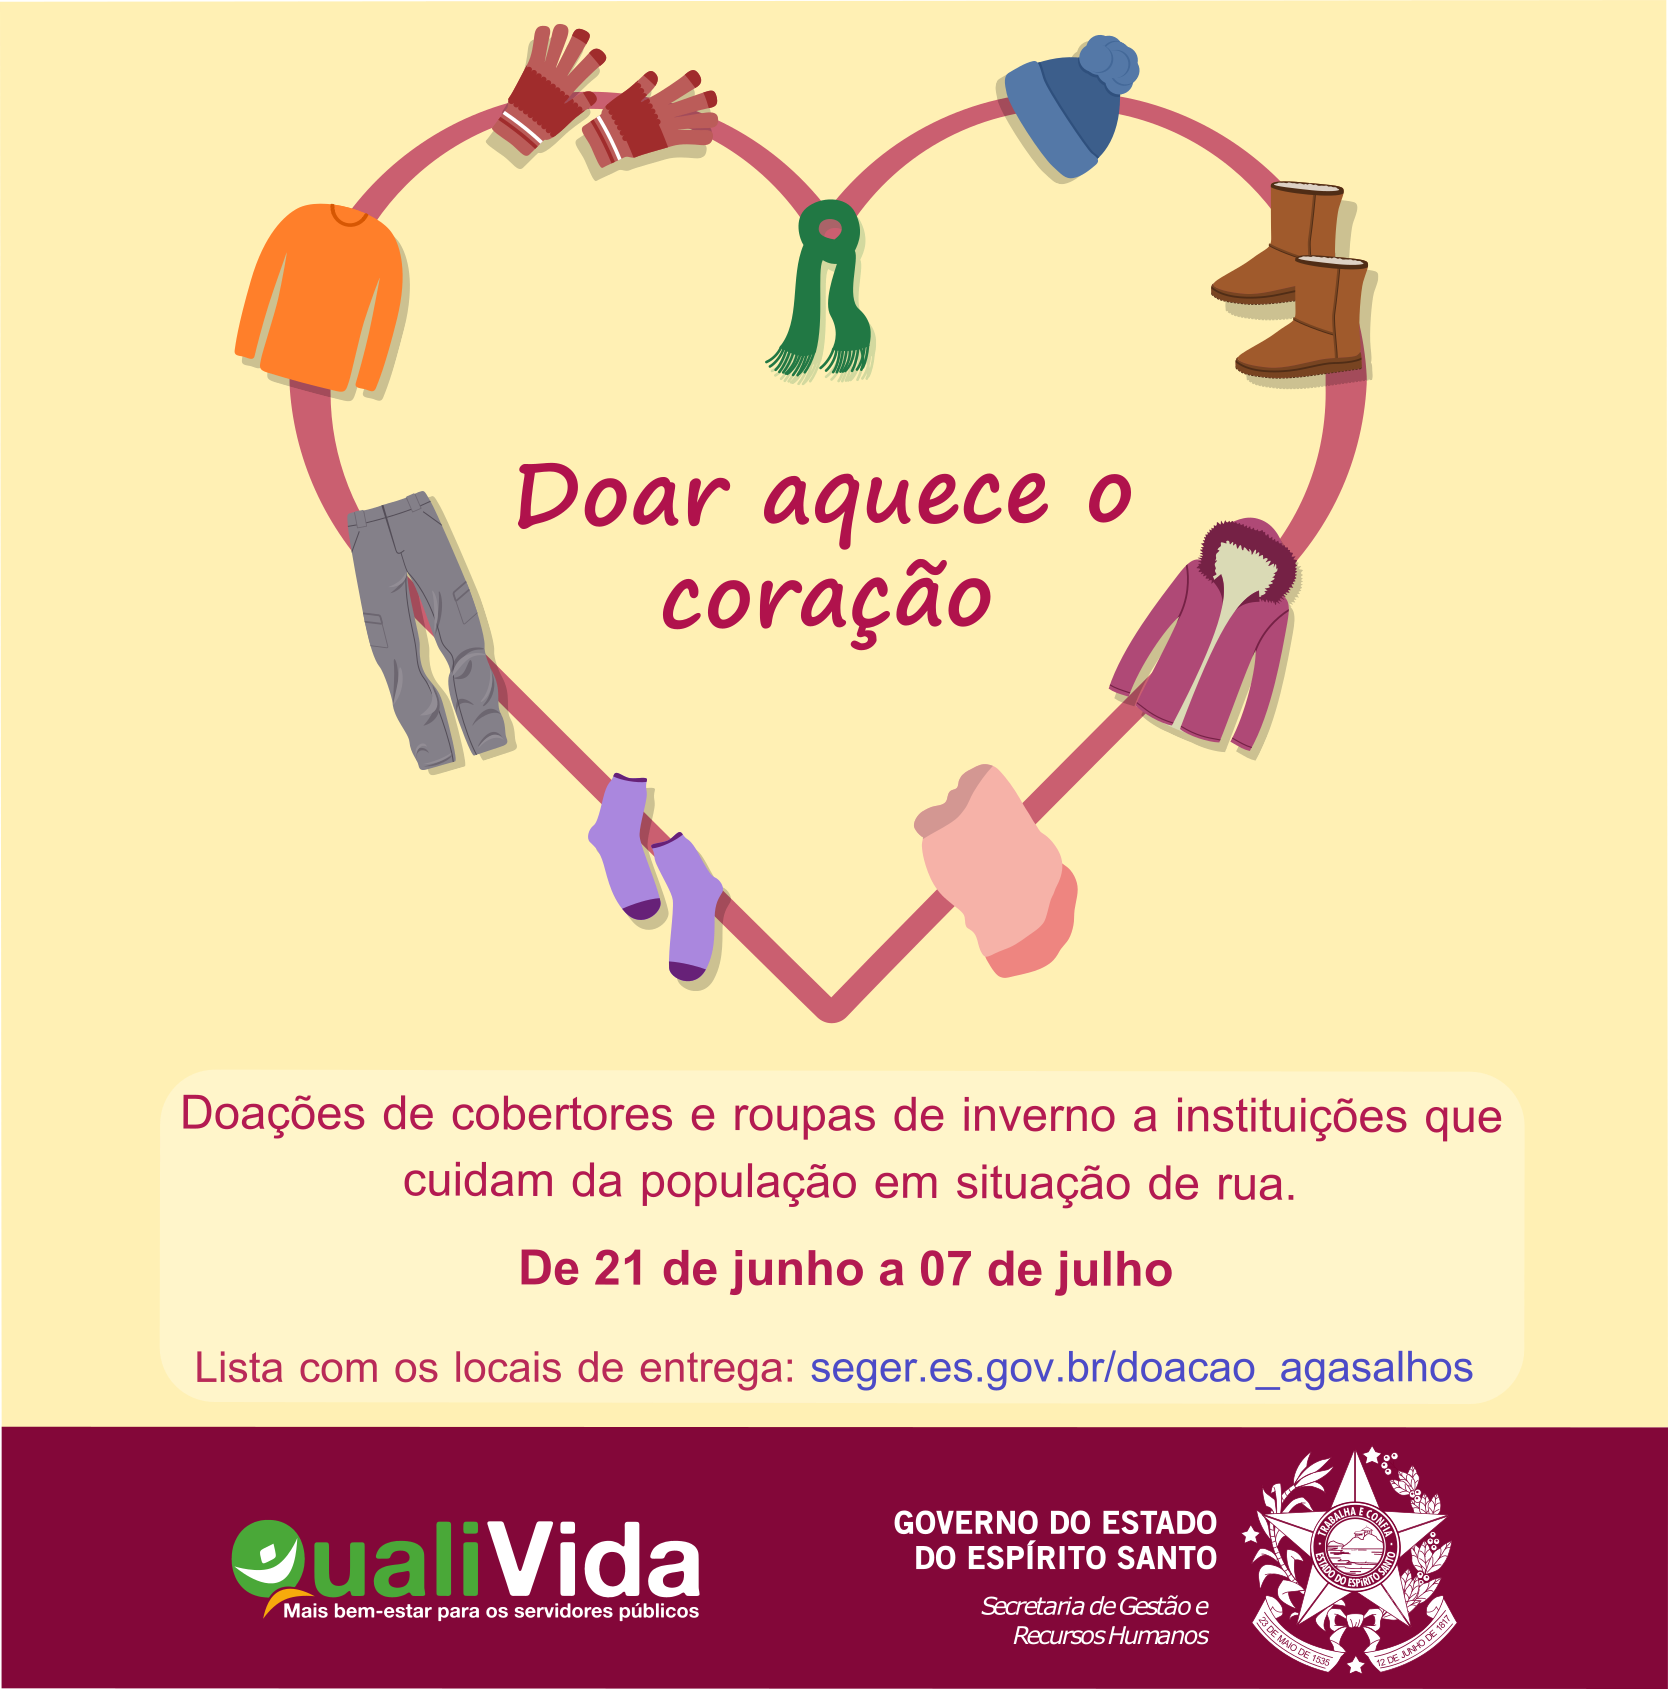 Doar aquece o
coração
Doações de cobertores e roupas de inverno a instituições que
cuidam da população em situação de rua.
De 21 de junho a 07 de julho
Lista com os locais de entrega: seger.es.gov.br/doacao_agasalhos
QualiVida
Mais bem-estar para os servidores públicos
GOVERNO DO ESTADO
DO ESPÍRITO SANTO
Secretaria de Gestão e
Recursos Humanos
TRABALHA E CONFIA
ESTADO DO ESPÍRITO SANTO
23 DE MAIO DE 1535
12 DE JUNHO DE 1817